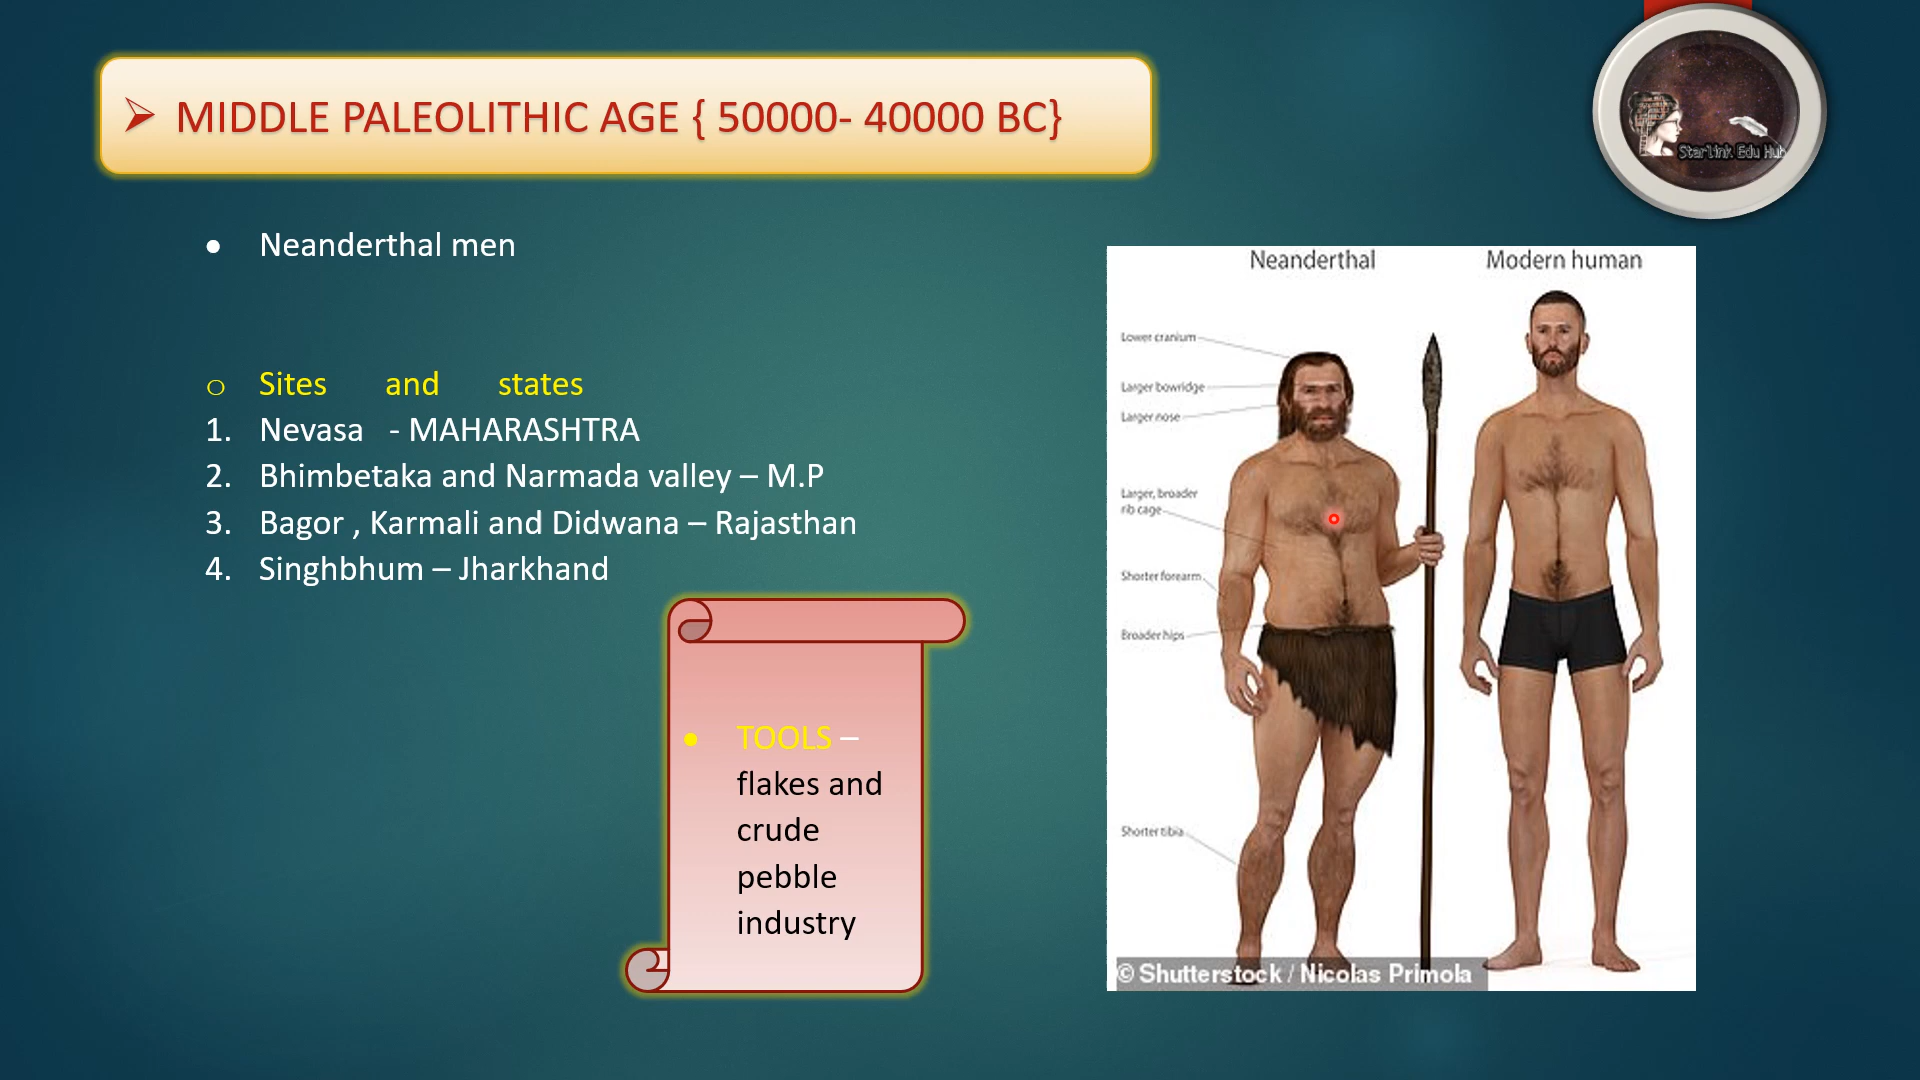 ➢ MIDDLE PALEOLITHIC AGE { 50000- 40000 BC}
Starlink Edu Hub
• Neanderthal men
o Sites and states
1. Nevasa - MAHARASHTRA
2. Bhimbetaka and Narmada valley – M.P
3. Bagor , Karmali and Didwana – Rajasthan
4. Singhbhum – Jharkhand
• TOOLS –
flakes and
crude
pebble
industry
Neanderthal Modern human
Lower cranium
Larger bowridge
Larger nose
Larger, broader
rib cage
Shorter forearm
Broader hips
Shorter tibia
© Shutterstock / Nicolas Primola